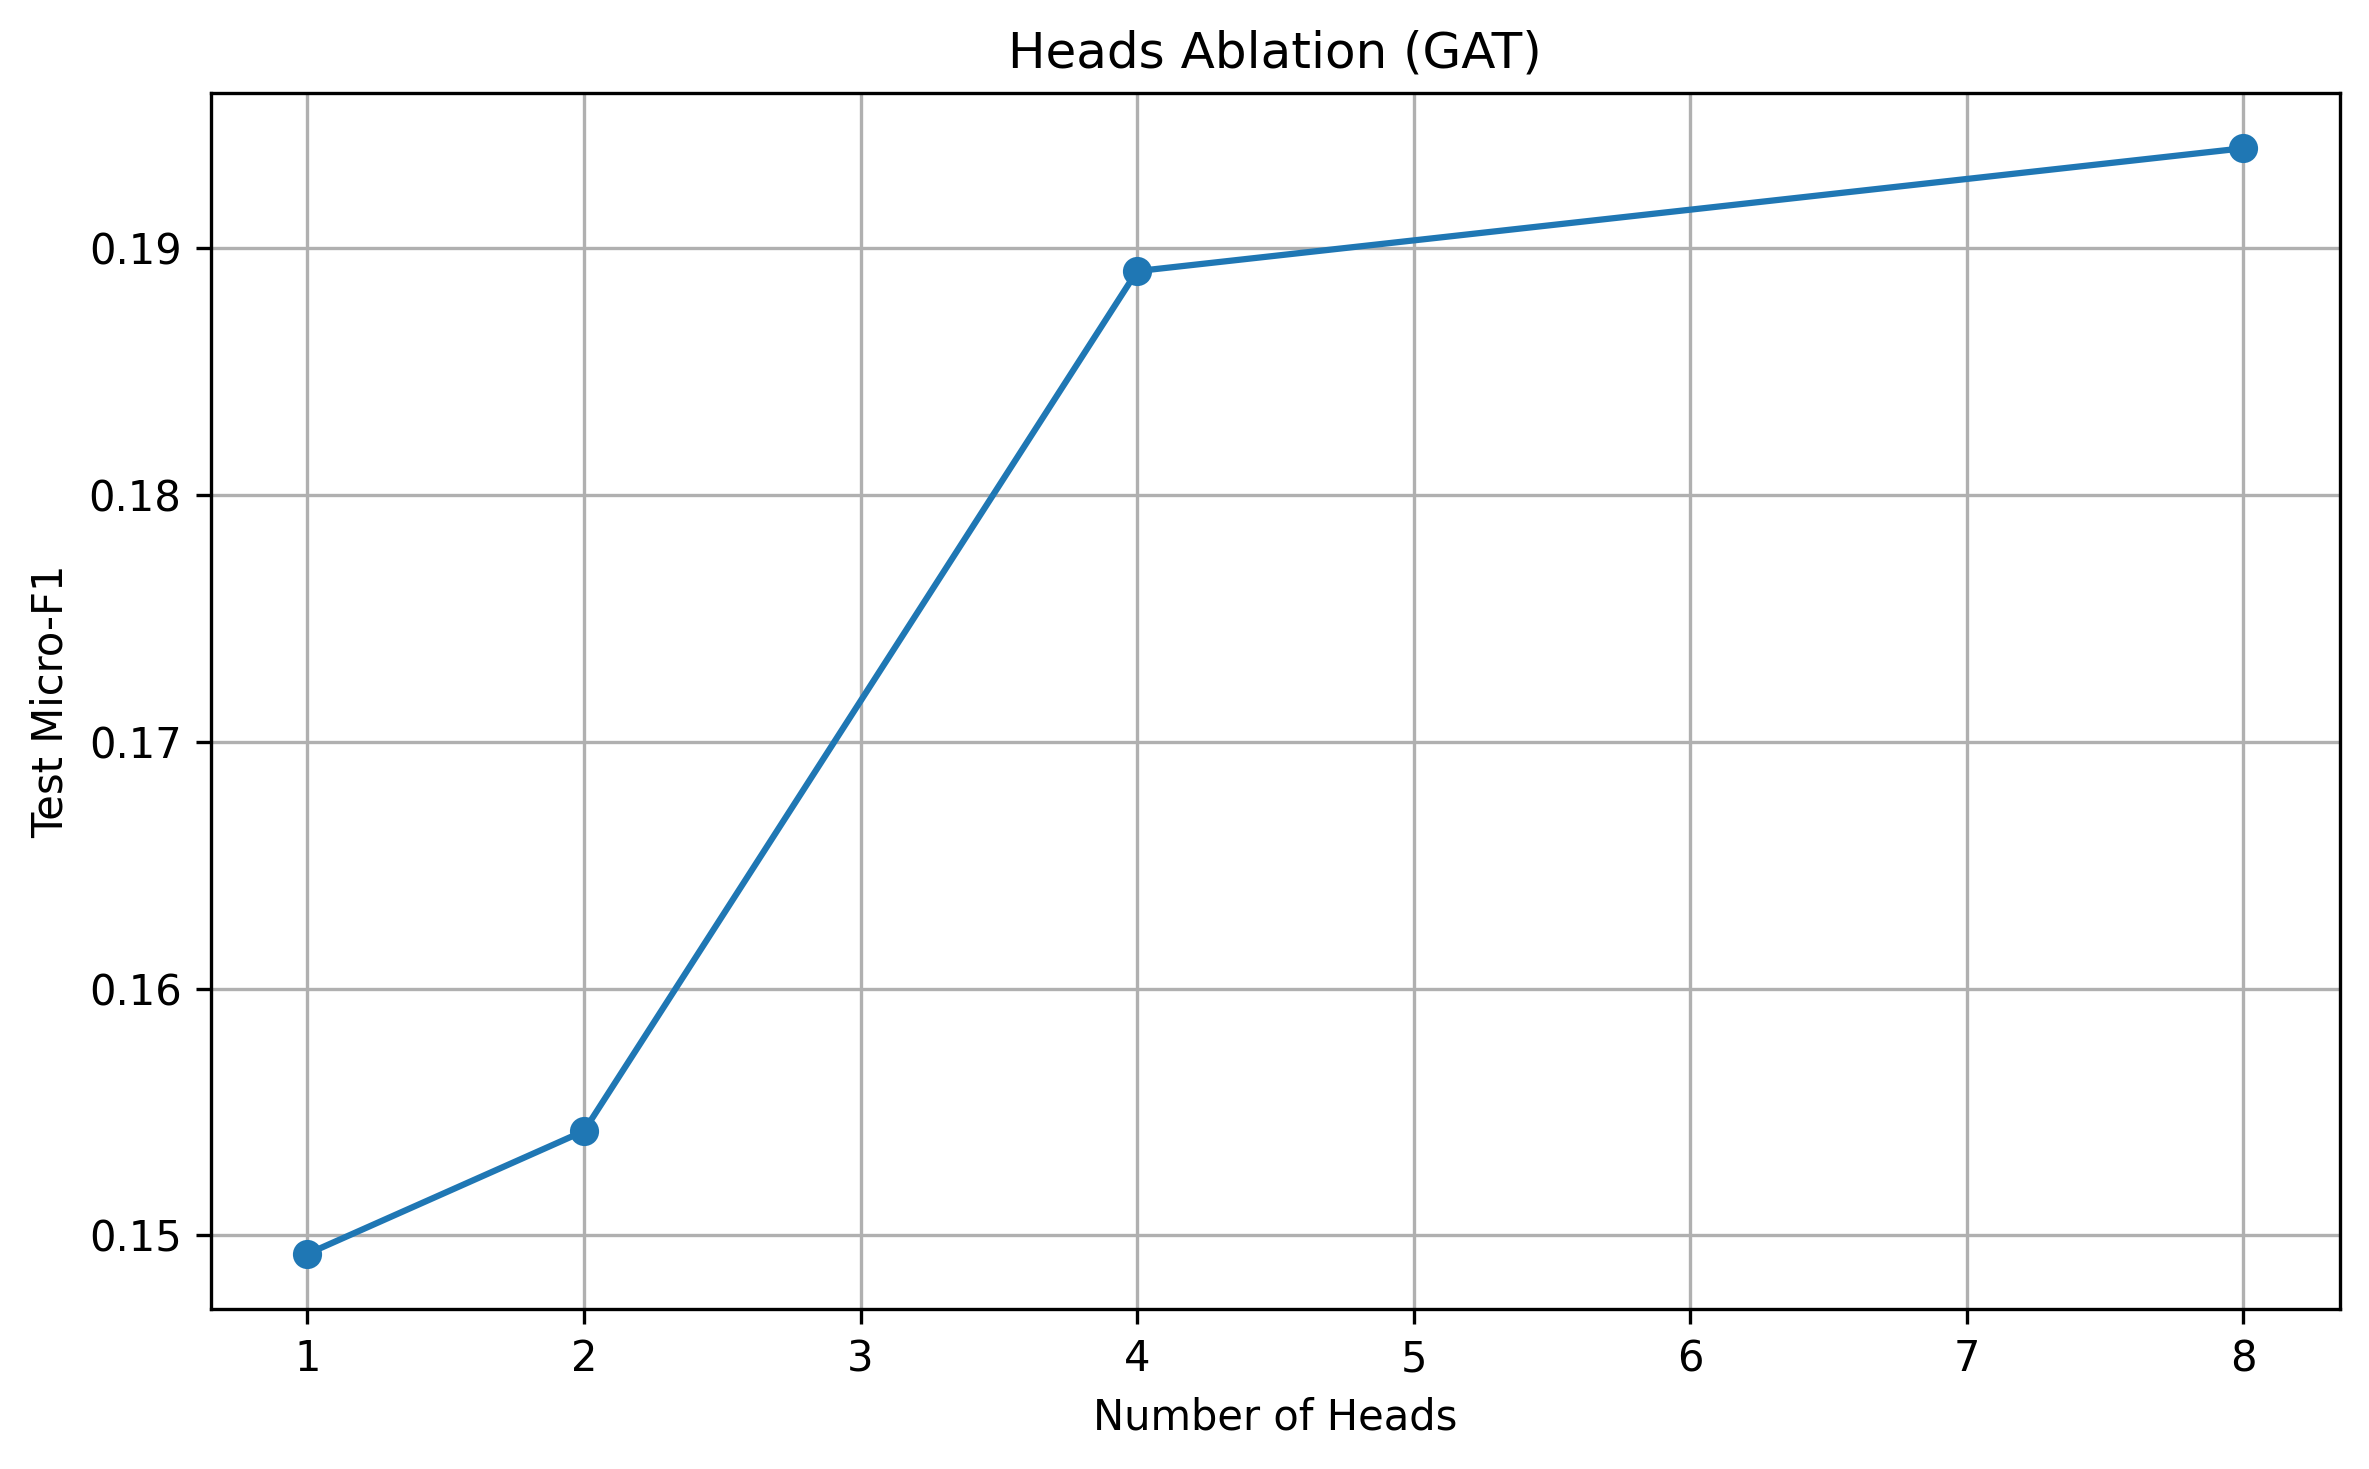 Heads Ablation (GAT)
Test Micro-F1
0.19
0.18
0.17
0.16
0.15
1 2 3 4 5 6 7 8
Number of Heads